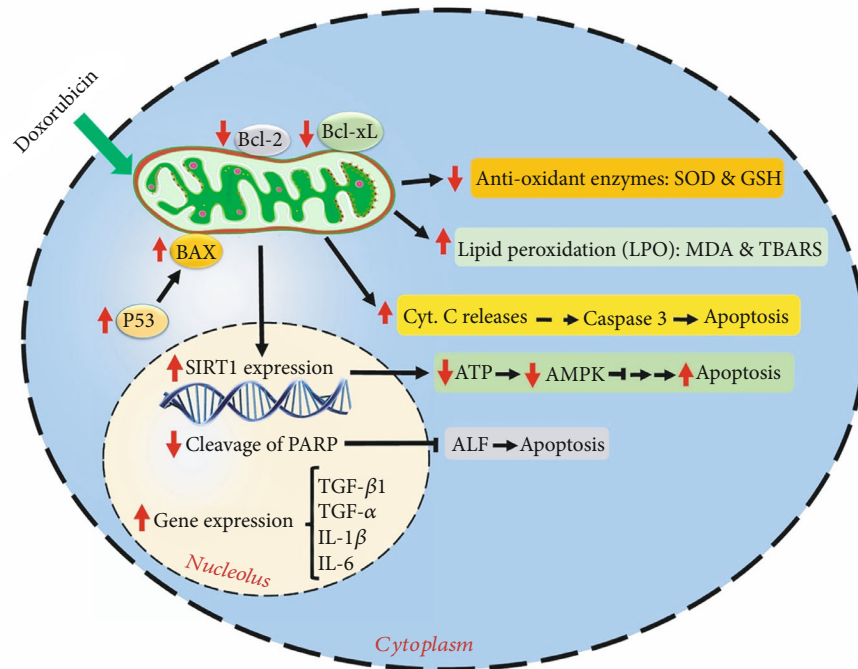 Doxorubicin
Bcl-2
Bcl-xL
Anti-oxidant enzymes: SOD & GSH
BAX
Lipid peroxidation (LPO): MDA & TBARS
P53
Cyt. C releases
Caspase 3
Apoptosis
SIRT1 expression
ATP
AMPK
Apoptosis
Cleavage of PARP
ALF
Apoptosis
Gene expression
TGF-β1
TGF-α
IL-1β
IL-6
Nucleolus
Cytoplasm